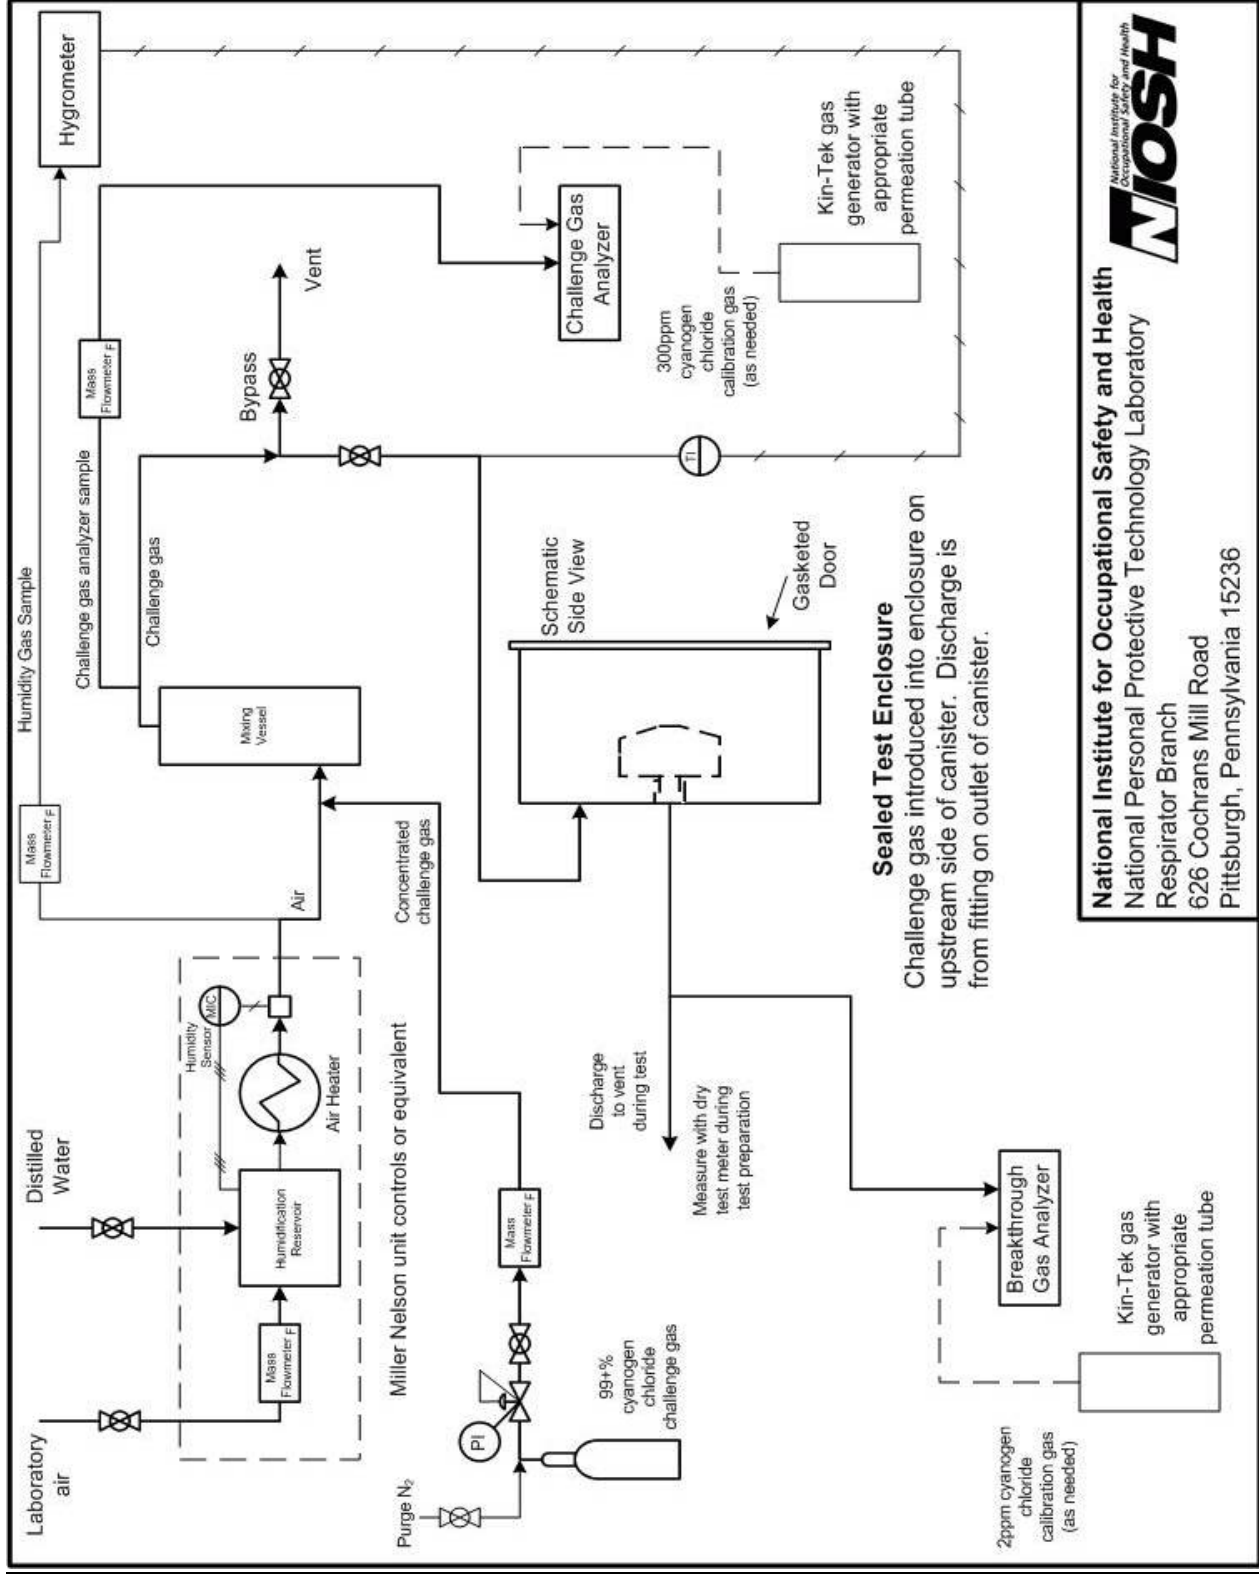 Laboratory
air
Distilled
Water
Mass
Flowmeter F
Humidification
Reservoir
Humidity
Sensor
MIC
Air Heater
Miller Nelson unit controls or equivalent
Air
Mass
Flowmeter F
Humidity Gas Sample
Hygrometer
Challenge gas analyzer sample
Mass
Flowmeter F
Challenge gas
Mixing
Vessel
Bypass
Vent
Challenge Gas
Analyzer
300ppm
cyanogen
chloride
calibration gas
(as needed)
Kin-Tek gas
generator with
appropriate
permeation tube
TI
Purge N₂
PI
99+%
cyanogen
chloride
challenge gas
Mass
Flowmeter F
Concentrated
challenge gas
Schematic
Side View
Gasketed
Door
Discharge
to vent
during test
Measure with dry
test meter during
test preparation
Sealed Test Enclosure
Challenge gas introduced into enclosure on
upstream side of canister. Discharge is
from fitting on outlet of canister.
Breakthrough
Gas Analyzer
2ppm cyanogen
chloride
calibration gas
(as needed)
Kin-Tek gas
generator with
appropriate
permeation tube
National Institute for Occupational Safety and Health
National Personal Protective Technology Laboratory
Respirator Branch
626 Cochrans Mill Road
Pittsburgh, Pennsylvania 15236
National Institute for
Occupational Safety and Health
NIOSH